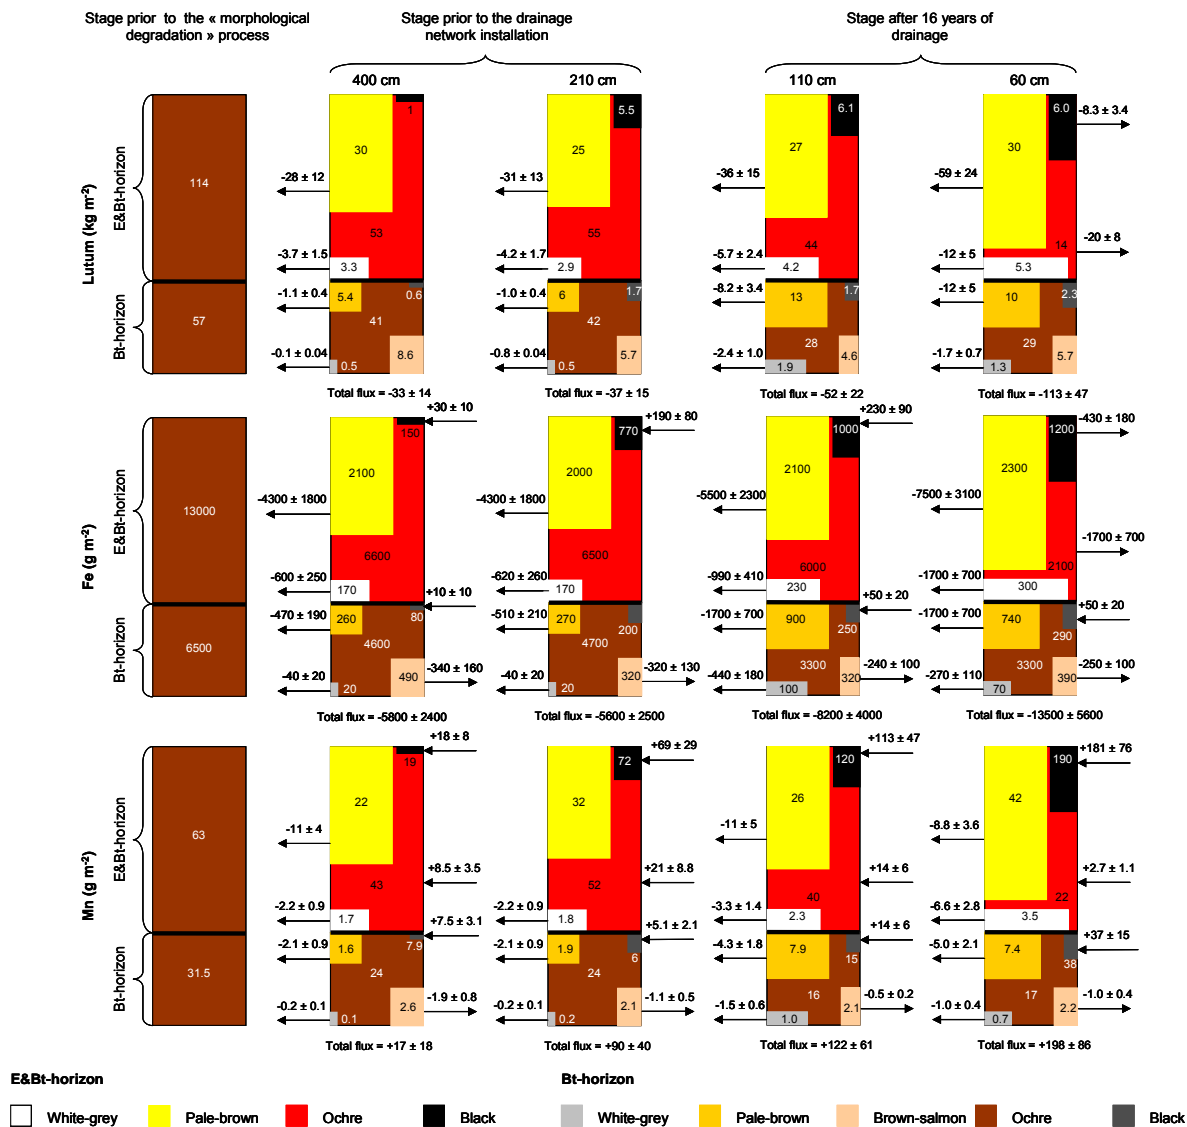 Stage prior to the « morphological
degradation » process
Stage prior to the drainage
network installation
Stage after 16 years of
drainage
400 cm
210 cm
110 cm
60 cm
Lutum (kg m-2)
E&Bt-horizon
Bt-horizon
114
57
30
1
53
3.3
5.4
0.6
41
8.6
0.5
-28 ± 12
-3.7 ± 1.5
-1.1 ± 0.4
-0.1 ± 0.04
Total flux = -33 ± 14
25
5.5
55
2.9
6
1.7
42
5.7
0.5
-31 ± 13
-4.2 ± 1.7
-1.0 ± 0.4
-0.8 ± 0.04
Total flux = -37 ± 15
27
6.1
44
4.2
13
1.7
28
4.6
1.9
-36 ± 15
-5.7 ± 2.4
-8.2 ± 3.4
-2.4 ± 1.0
Total flux = -52 ± 22
30
6.0
14
5.3
10
2.3
29
5.7
1.3
-59 ± 24
-12 ± 5
-12 ± 5
-1.7 ± 0.7
-8.3 ± 3.4
-20 ± 8
Total flux = -113 ± 47
Fe (g m-2)
E&Bt-horizon
Bt-horizon
13000
6500
2100
150
6600
170
260
80
4600
490
20
-4300 ± 1800
-600 ± 250
-470 ± 190
-40 ± 20
+30 ± 10
+10 ± 10
-340 ± 160
Total flux = -5800 ± 2400
2000
770
6500
170
270
200
4700
320
20
-4300 ± 1800
-620 ± 260
-510 ± 210
-40 ± 20
+190 ± 80
-320 ± 130
Total flux = -5600 ± 2500
2100
1000
6000
230
900
250
3300
320
100
-5500 ± 2300
-990 ± 410
-1700 ± 700
-440 ± 180
+230 ± 90
+50 ± 20
-240 ± 100
Total flux = -8200 ± 4000
2300
1200
2100
300
740
290
3300
390
70
-7500 ± 3100
-1700 ± 700
-1700 ± 700
-270 ± 110
-430 ± 180
-1700 ± 700
+50 ± 20
-250 ± 100
Total flux = -13500 ± 5600
Mn (g m-2)
E&Bt-horizon
Bt-horizon
63
31.5
22
19
43
1.7
1.6
7.9
24
2.6
0.1
-11 ± 4
-2.2 ± 0.9
-2.1 ± 0.9
-0.2 ± 0.1
+18 ± 8
+8.5 ± 3.5
+7.5 ± 3.1
-1.9 ± 0.8
Total flux = +17 ± 18
32
72
52
1.8
1.9
6
24
2.1
0.2
-2.2 ± 0.9
-2.1 ± 0.9
-0.2 ± 0.1
+69 ± 29
+21 ± 8.8
+5.1 ± 2.1
-1.1 ± 0.5
Total flux = +90 ± 40
26
120
40
2.3
7.9
15
16
2.1
1.0
-11 ± 5
-3.3 ± 1.4
-4.3 ± 1.8
-1.5 ± 0.6
+113 ± 47
+14 ± 6
+14 ± 6
-0.5 ± 0.2
Total flux = +122 ± 61
42
190
22
3.5
7.4
38
17
2.2
0.7
-8.8 ± 3.6
-6.6 ± 2.8
-5.0 ± 2.1
-1.0 ± 0.4
+181 ± 76
+2.7 ± 1.1
+37 ± 15
-1.0 ± 0.4
Total flux = +198 ± 86
E&Bt-horizon
White-grey
Pale-brown
Ochre
Black
Bt-horizon
White-grey
Pale-brown
Brown-salmon
Ochre
Black